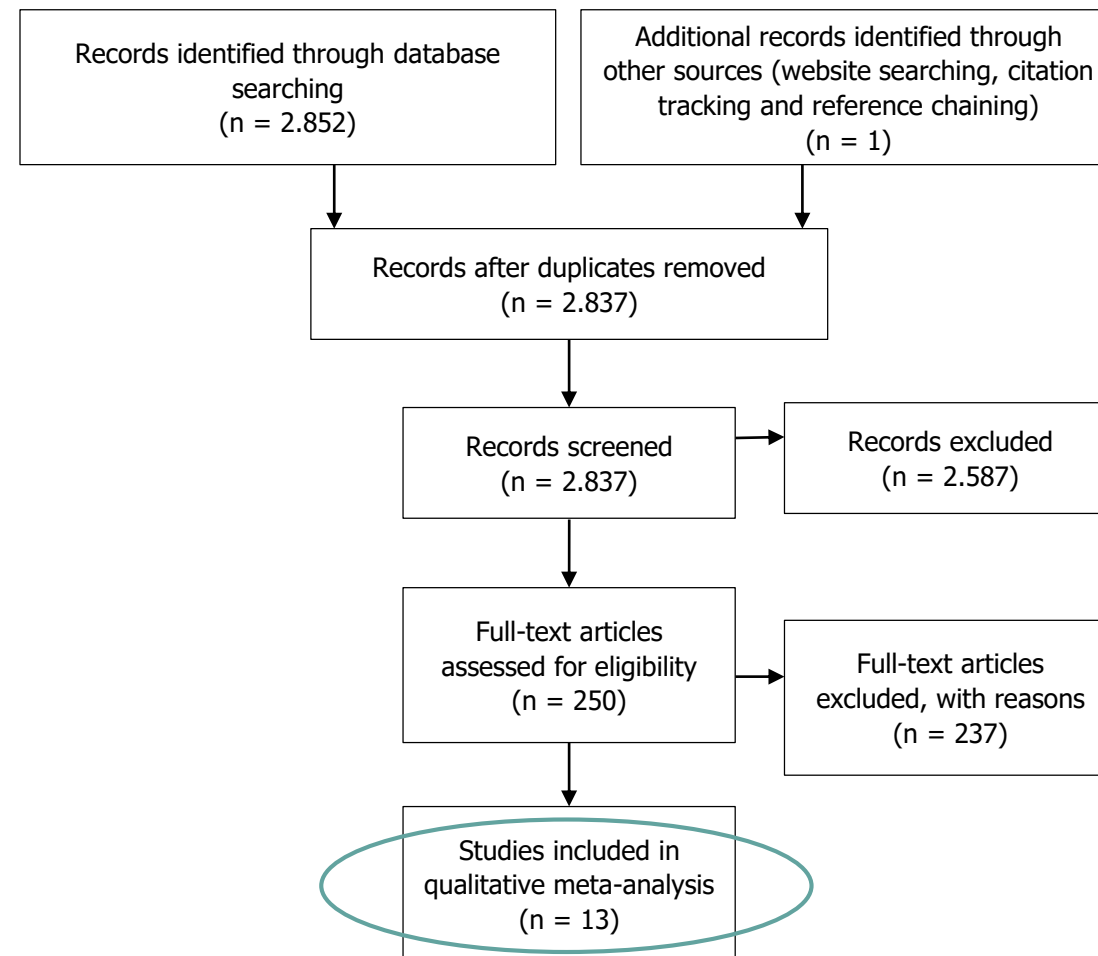 Records identified through database
searching
(n = 2.852)
Additional records identified through
other sources (website searching, citation
tracking and reference chaining)
(n = 1)
Records after duplicates removed
(n = 2.837)
Records screened
(n = 2.837)
Records excluded
(n = 2.587)
Full-text articles
assessed for eligibility
(n = 250)
Full-text articles
excluded, with reasons
(n = 237)
Studies included in
qualitative meta-analysis
(n = 13)